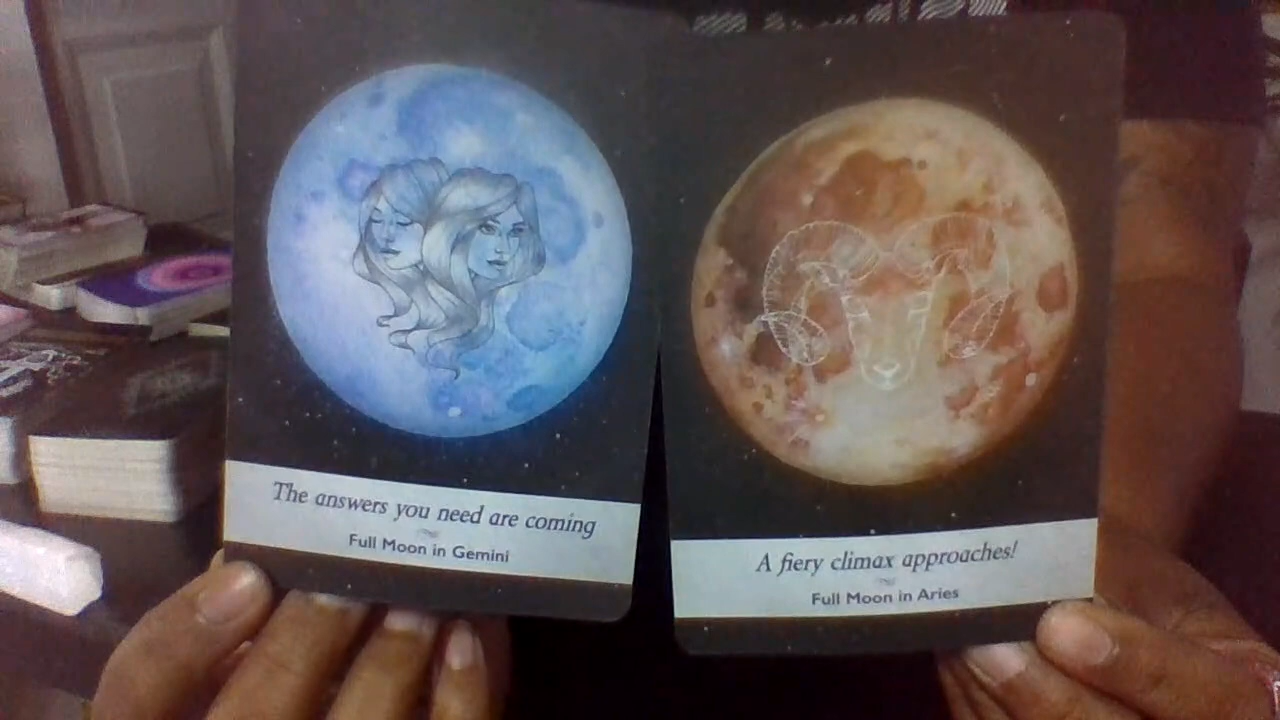 The answers you need are coming
Full Moon in Gemini
A fiery climax approaches!
Full Moon in Aries